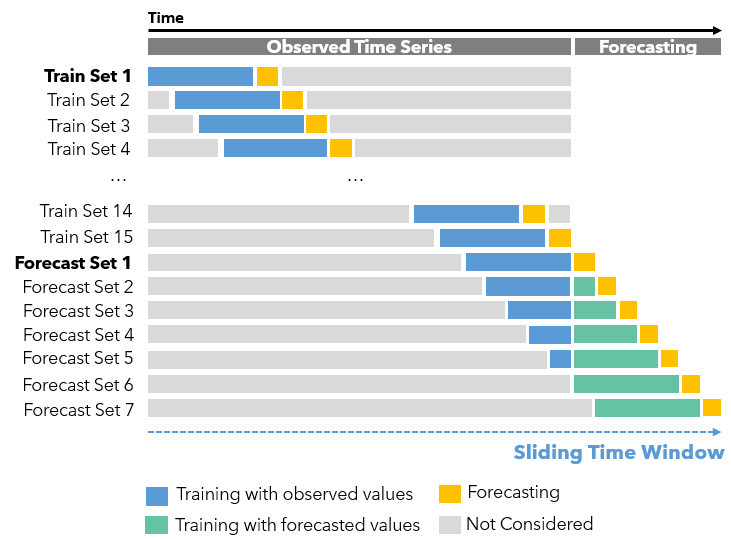 Time
Observed Time Series
Forecasting
Train Set 1
Train Set 2
Train Set 3
Train Set 4
... ...
Train Set 14
Train Set 15
Forecast Set 1
Forecast Set 2
Forecast Set 3
Forecast Set 4
Forecast Set 5
Forecast Set 6
Forecast Set 7
Sliding Time Window
Training with observed values
Forecasting
Training with forecasted values
Not Considered